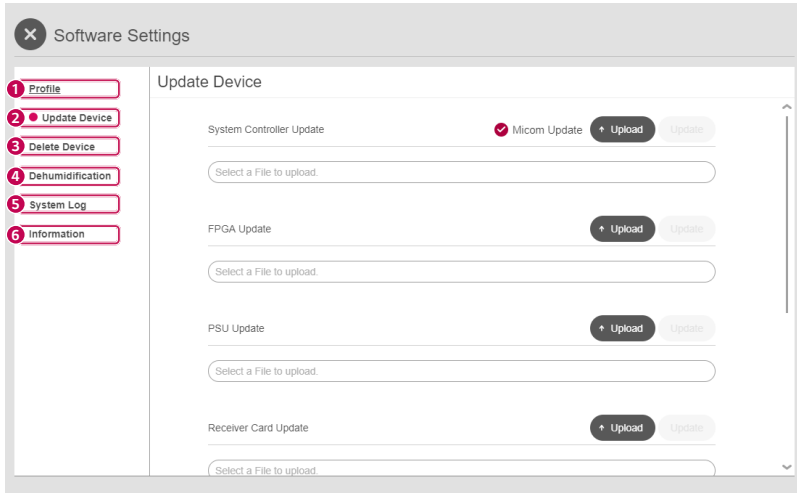 Software Settings
1 Profile
2 Update Device
3 Delete Device
4 Dehumidification
5 System Log
6 Information
Update Device
System Controller Update Micom Update Upload Update
Select a File to upload.
FPGA Update Upload Update
Select a File to upload.
PSU Update Upload Update
Select a File to upload.
Receiver Card Update Upload Update
Select a File to upload.